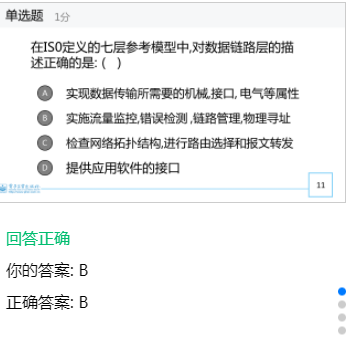 单选题 1分
在ISO定义的七层参考模型中,对数据链路层的描
述正确的是:( )
A 实现数据传输所需要的机械,接口, 电气等属性
B 实施流量监控,错误检测 ,链路管理,物理寻址
C 检查网络拓扑结构,进行路由选择和报文转发
D 提供应用软件的接口
11
回答正确
你的答案: B
正确答案: B